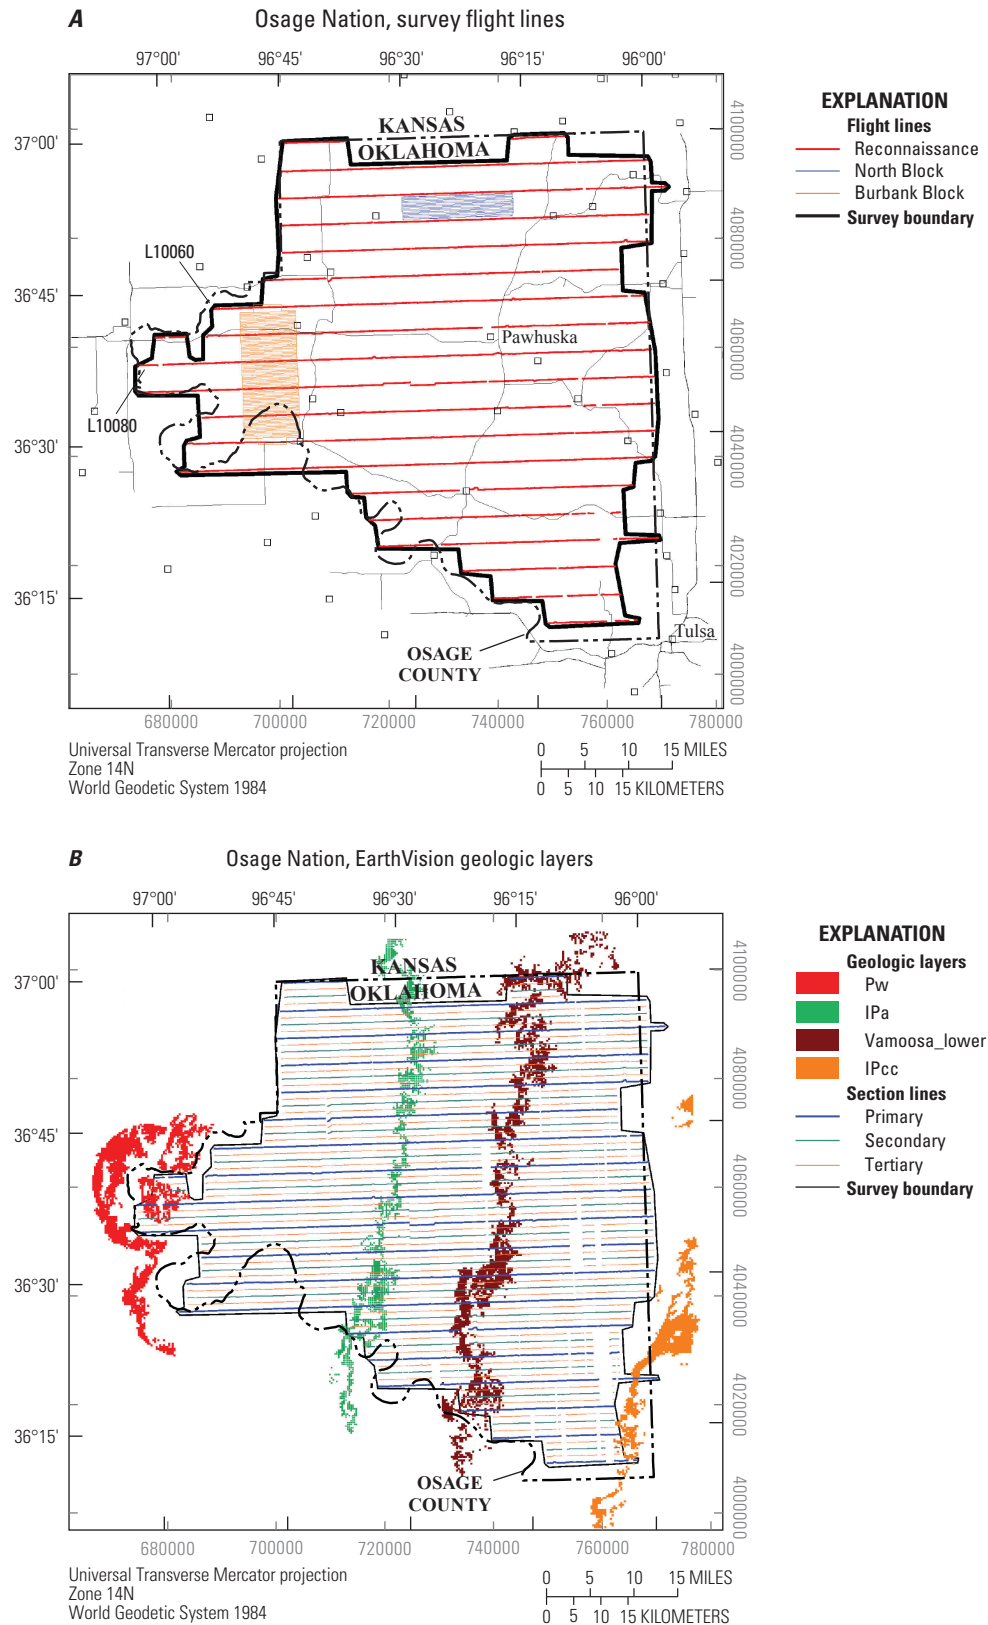 A
Osage Nation, survey flight lines
97°00' 96°45' 96°30' 96°15' 96°00'
37°00'
36°45'
36°30'
36°15'
4100000
4080000
4060000
4040000
4020000
4000000
KANSAS
OKLAHOMA
L10060
L10080
Pawhuska
Tulsa
OSAGE
COUNTY
680000 700000 720000 740000 760000 780000
Universal Transverse Mercator projection
Zone 14N
World Geodetic System 1984
0 5 10 15 MILES
0 5 10 15 KILOMETERS
EXPLANATION
Flight lines
Reconnaissance
North Block
Burbank Block
Survey boundary
B
Osage Nation, EarthVision geologic layers
97°00' 96°45' 96°30' 96°15' 96°00'
37°00'
36°45'
36°30'
36°15'
4100000
4080000
4060000
4040000
4020000
4000000
KANSAS
OKLAHOMA
OSAGE
COUNTY
680000 700000 720000 740000 760000 780000
Universal Transverse Mercator projection
Zone 14N
World Geodetic System 1984
0 5 10 15 MILES
0 5 10 15 KILOMETERS
EXPLANATION
Geologic layers
Pw
IPa
Vamoosa_lower
IPcc
Section lines
Primary
Secondary
Tertiary
Survey boundary